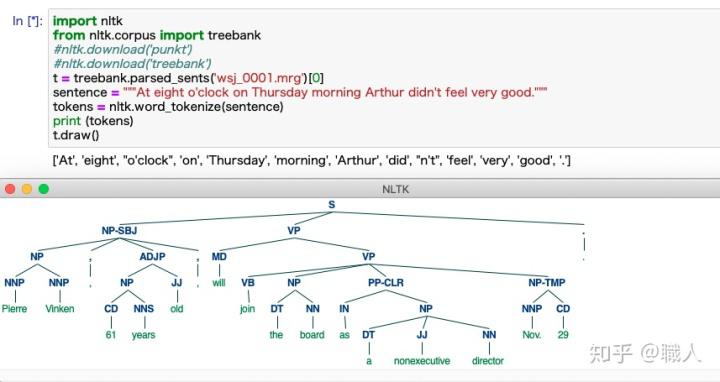 In [*]:
import nltk
from nltk.corpus import treebank
#nltk.download('punkt')
#nltk.download('treebank')
t = treebank.parsed_sents('wsj_0001.mrg')[0]
sentence = """At eight o'clock on Thursday morning Arthur didn't feel very good."""
tokens = nltk.word_tokenize(sentence)
print (tokens)
t.draw()
['At', 'eight', "o'clock", 'on', 'Thursday', 'morning', 'Arthur', 'did', "n't", 'feel', 'very', 'good', '.']
NLTK
S
NP-SBJ VP .
NP , ADJP , MD VP .
NNP NNP , NP JJ , will VB NP PP-CLR NP-TMP
Pierre Vinken CD NNS old join DT NN IN NP NNP CD
61 years the board as DT JJ NN Nov. 29
a nonexecutive director
知乎 @職人